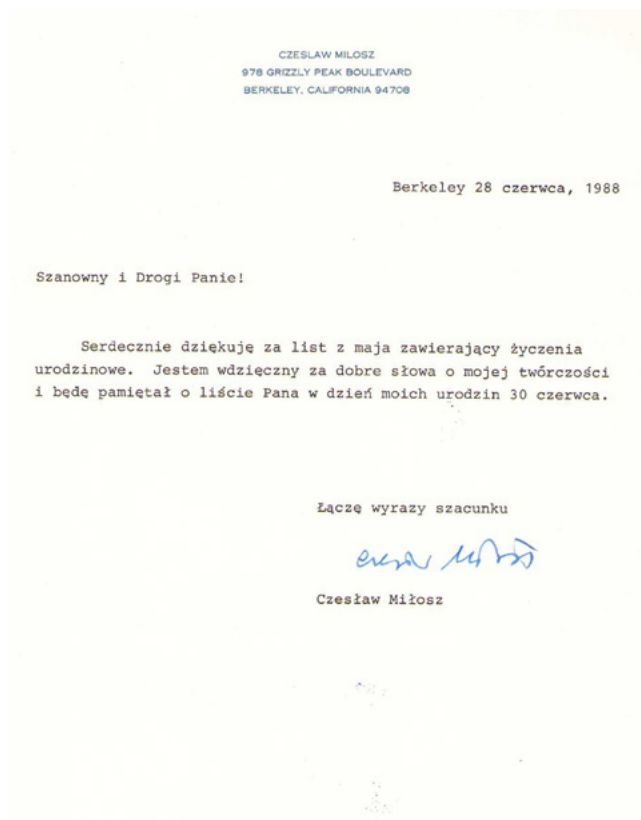 CZESLAW MILOSZ
978 GRIZZLY PEAK BOULEVARD
BERKELEY, CALIFORNIA 94708
Berkeley 28 czerwca, 1988
Szanowny i Drogi Panie!
Serdecznie dziękuję za list z maja zawierający życzenia
urodzinowe. Jestem wdzięczny za dobre słowa o mojej twórczości
i będę pamiętał o liście Pana w dzień moich urodzin 30 czerwca.
Łączę wyrazy szacunku
Czesław Miłosz
Czesław Miłosz